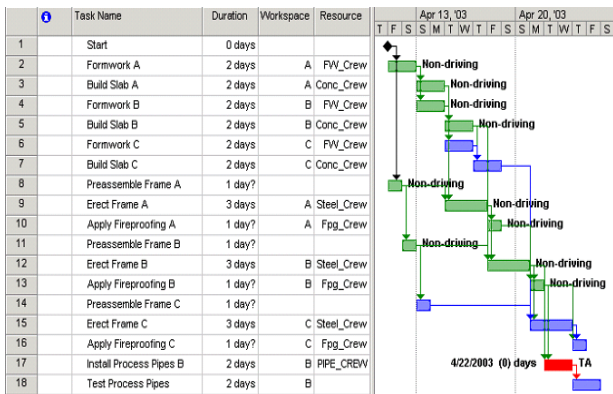 Task Name Duration Workspace Resource Apr 13, '03 Apr 20, '03
T F S S M T W T F S S M T W T F S
1 Start 0 days
2 Formwork A 2 days A FW_Crew Non-driving
3 Build Slab A 2 days A Conc_Crew Non-driving
4 Formwork B 2 days B FW_Crew Non-driving
5 Build Slab B 2 days B Conc_Crew Non-driving
6 Formwork C 2 days C FW_Crew
7 Build Slab C 2 days C Conc_Crew
8 Preassemble Frame A 1 day? Non-driving
9 Erect Frame A 3 days A Steel_Crew Non-driving
10 Apply Fireproofing A 1 day? A Fpg_Crew Non-driving
11 Preassemble Frame B 1 day? Non-driving
12 Erect Frame B 3 days B Steel_Crew Non-driving
13 Apply Fireproofing B 1 day? B Fpg_Crew Non-driving
14 Preassemble Frame C 1 day?
15 Erect Frame C 3 days C Steel_Crew
16 Apply Fireproofing C 1 day? C Fpg_Crew
17 Install Process Pipes B 2 days B PIPE_CREW 4/22/2003 (0) days TA
18 Test Process Pipes 2 days B